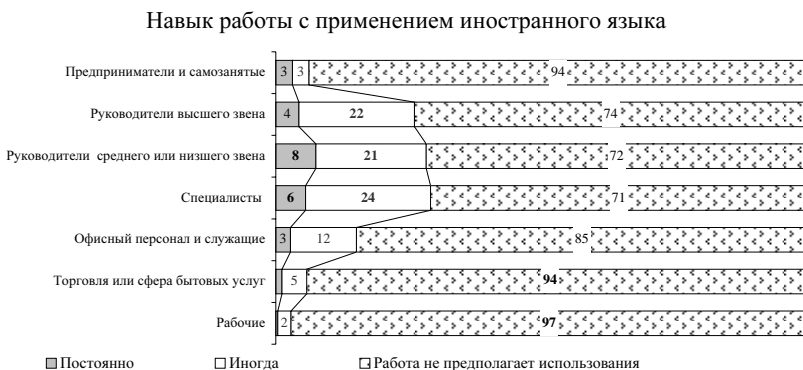 Навык работы с применением иностранного языка
Предприниматели и самозанятые 3 3 94
Руководители высшего звена 4 22 74
Руководители среднего или низшего звена 8 21 72
Специалисты 6 24 71
Офисный персонал и служащие 3 12 85
Торговля или сфера бытовых услуг 5 94
Рабочие 2 97
Постоянно Иногда Работа не предполагает использования